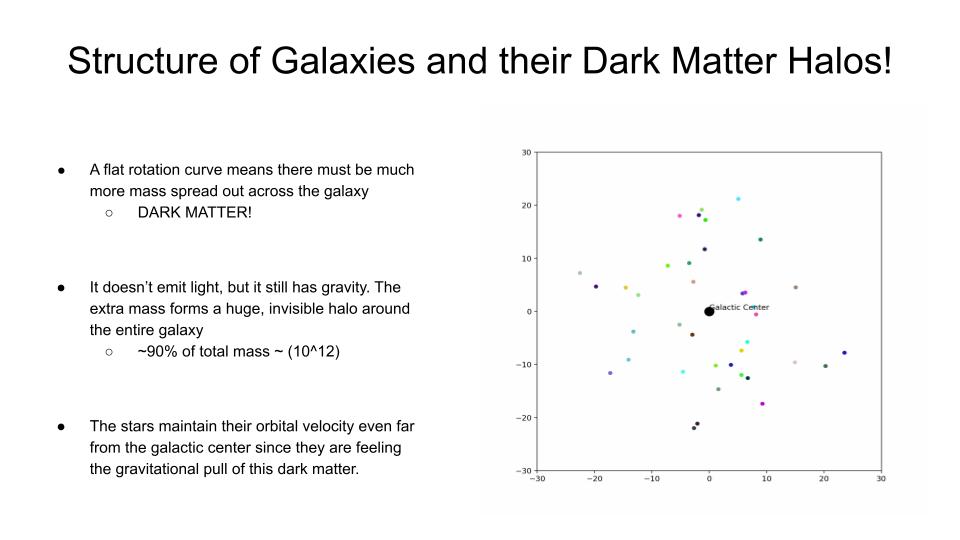 Structure of Galaxies and their Dark Matter Halos!
● A flat rotation curve means there must be much
more mass spread out across the galaxy
○ DARK MATTER!
● It doesn’t emit light, but it still has gravity. The
extra mass forms a huge, invisible halo around
the entire galaxy
○ ~90% of total mass ~ (10^12)
● The stars maintain their orbital velocity even far
from the galactic center since they are feeling
the gravitational pull of this dark matter.
30
20
10
0
−10
−20
−30
Galactic Center
−30 −20 −10 0 10 20 30